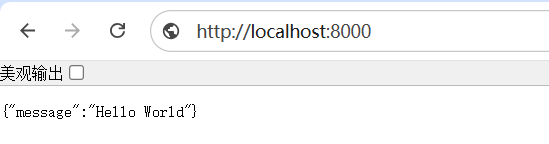 http://localhost:8000
美观输出
{"message":"Hello World"}